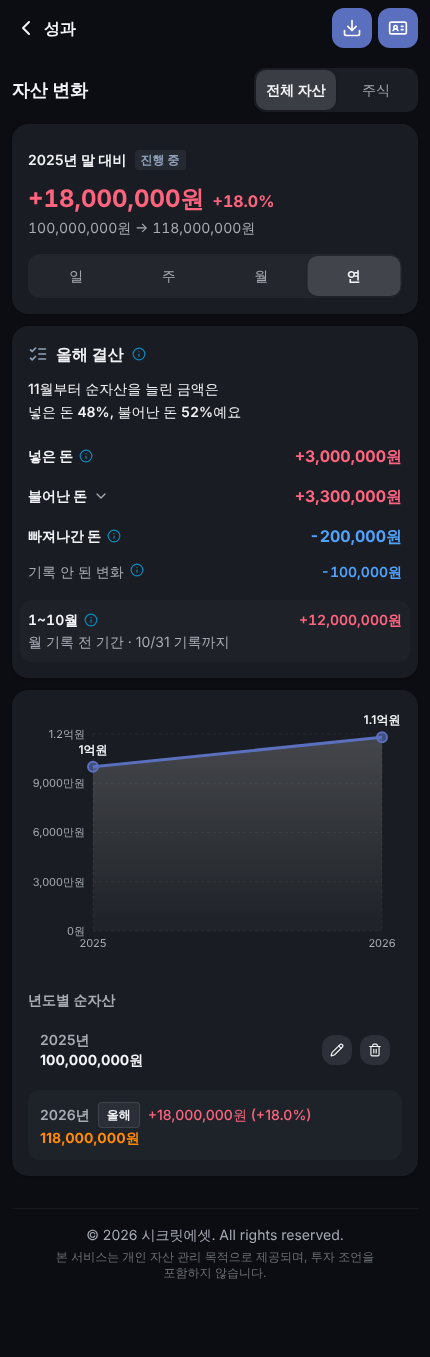 성과
자산 변화
전체 자산 주식
2025년 말 대비 진행 중
+18,000,000원 +18.0%
100,000,000원 → 118,000,000원
일 주 월 연
올해 결산
11월부터 순자산을 늘린 금액은
넣은 돈 48%, 불어난 돈 52%예요
넣은 돈 +3,000,000원
불어난 돈 +3,300,000원
빠져나간 돈 -200,000원
기록 안 된 변화 -100,000원
1~10월 +12,000,000원
월 기록 전 기간 · 10/31 기록까지
1.1억원
1.2억원
1억원
9,000만원
6,000만원
3,000만원
0원
2025 2026
년도별 순자산
2025년
100,000,000원
2026년 올해 +18,000,000원 (+18.0%)
118,000,000원
© 2026 시크릿에셋. All rights reserved.
본 서비스는 개인 자산 관리 목적으로 제공되며, 투자 조언을
포함하지 않습니다.